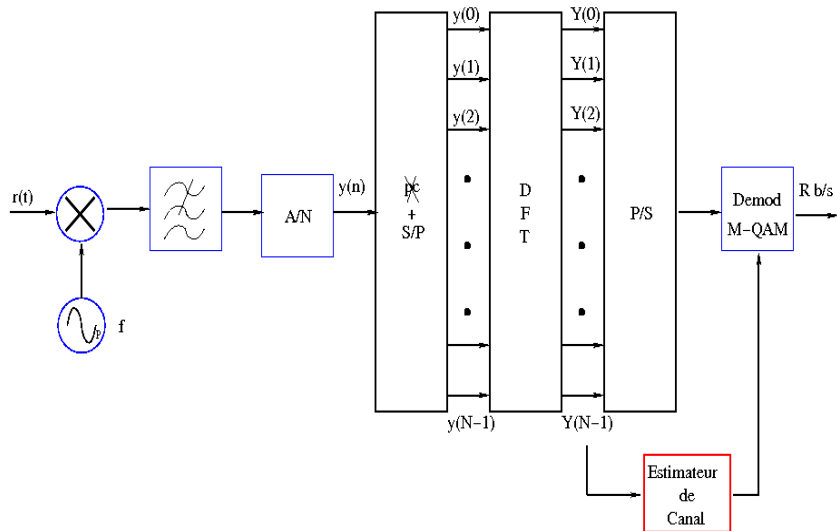 y(0)
Y(0)
y(1)
Y(1)
y(2)
Y(2)
r(t)
A/N
y(n)
pc
+
S/P
D
F
T
P/S
Demod
M-QAM
R b/s
p
f
y(N-1)
Y(N-1)
Estimateur
de
Canal